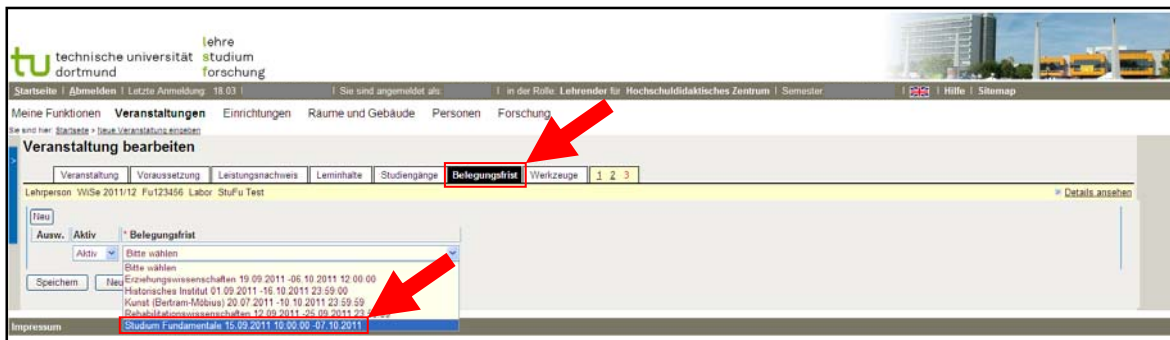 lehre
technische universität studium
dortmund forschung
Startseite | Abmelden | Letzte Anmeldung: 18.03 | | Sie sind angemeldet als: | in der Rolle: Lehrender für Hochschuldidaktisches Zentrum | Semester | Hilfe | Sitemap
Meine Funktionen Veranstaltungen Einrichtungen Räume und Gebäude Personen Forschung
Sie sind hier: Startseite > Neue Veranstaltung eingeben
>
Veranstaltung bearbeiten
Veranstaltung Voraussetzung Leistungsnachweis Lerninhalte Studiengänge Belegungsfrist Werkzeuge 1 2 3
Lehrperson WiSe 2011/12 Fu123456 Labor StuFu Test » Details ansehen
Neu
Ausw. Aktiv * Belegungsfrist
Aktiv Bitte wählen
Bitte wählen
Erziehungswissenschaften 19.09.2011 -06.10.2011 12:00:00
Speichern Neu
Historisches Institut 01.09.2011 -16.10.2011 23:59:00
Kunst (Bertram-Möbius) 20.07.2011 -10.10.2011 23:59:59
Rehabilitationswissenschaften 12.09.2011 -25.09.2011
Studium Fundamentale 15.09.2011 10:00:00 -07.10.2011
Impressum